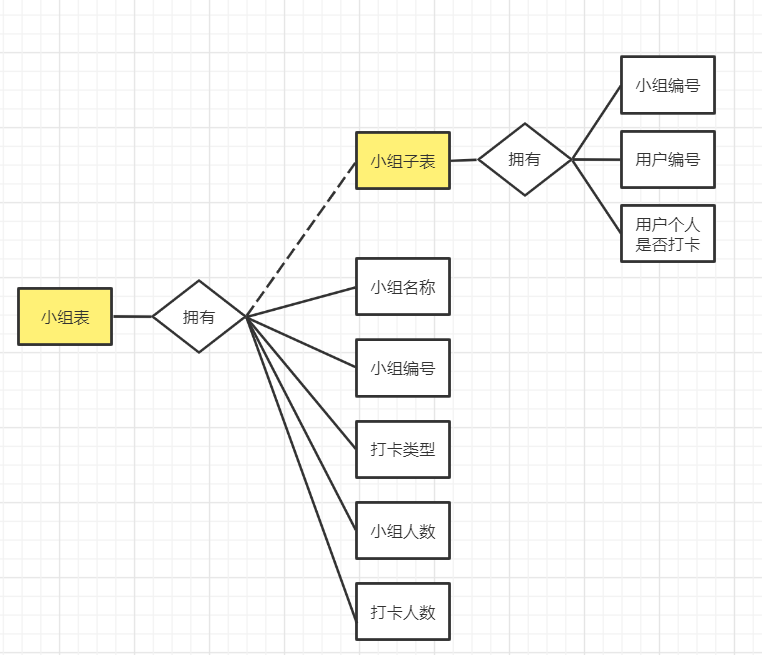 小组编号
小组子表
拥有
用户编号
用户个人
是否打卡
小组名称
小组表
拥有
小组编号
打卡类型
小组人数
打卡人数